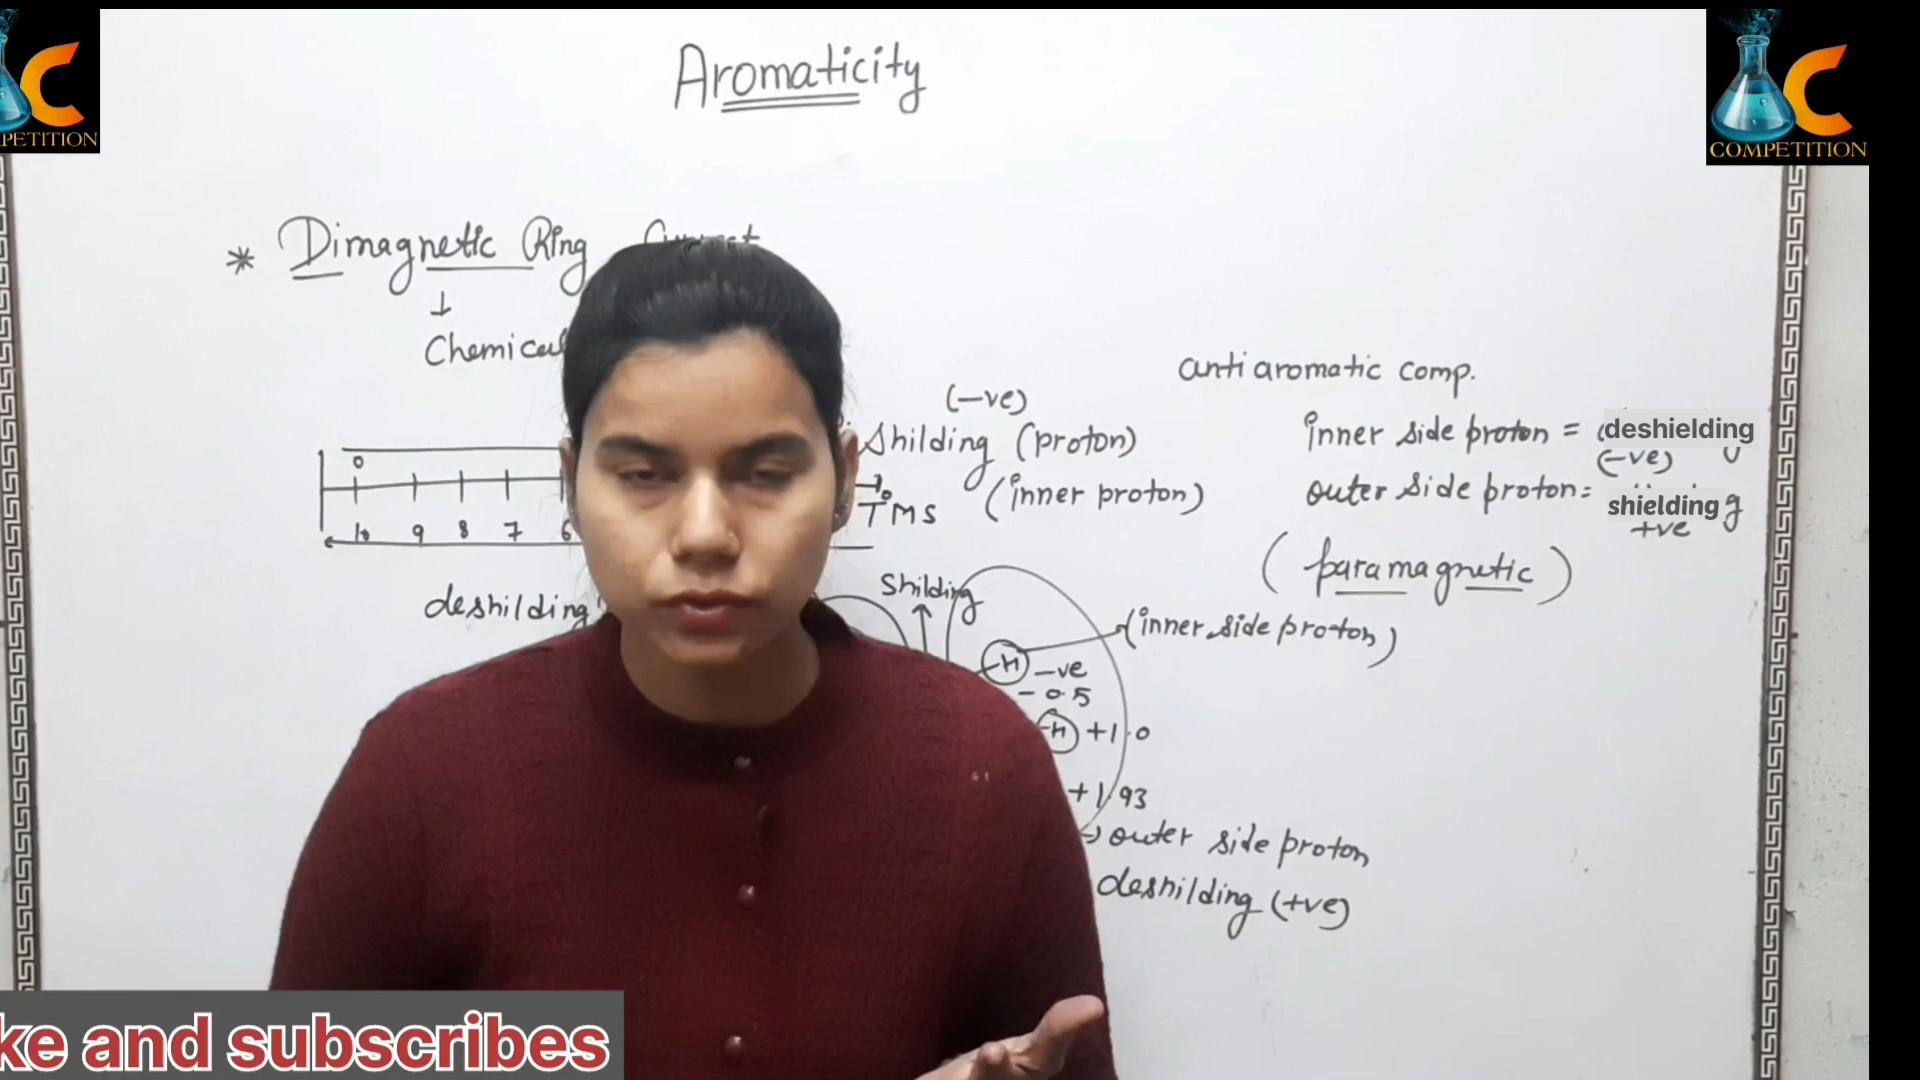 Aromaticity
* Dimagnetic Ring
Chemical
0
10 9 8 7 6
deshilding
(-ve)
shilding (proton)
(inner proton)
TMS
Shilding
H -ve
-0.5
H +1.0
+1.93
(inner side proton)
outer side proton
deshilding (+ve)
anti aromatic comp.
inner side proton = deshielding
(-ve)
outer side proton = shielding
+ve
(paramagnetic)
C
PETITION
C
COMPETITION
ke and subscribes